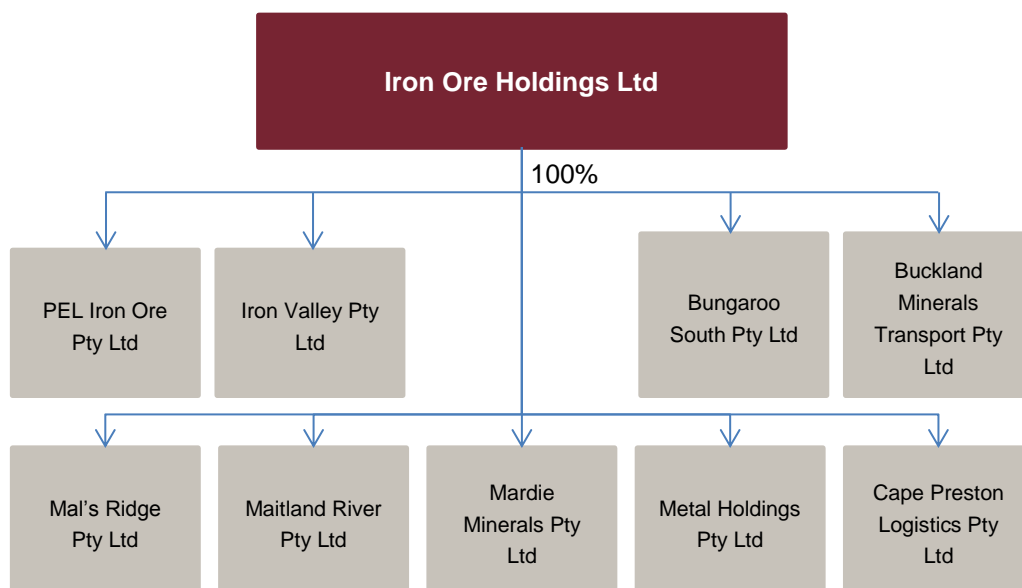 Iron Ore Holdings Ltd
100%
PEL Iron Ore
Pty Ltd
Iron Valley Pty
Ltd
Bungaroo
South Pty Ltd
Buckland
Minerals
Transport Pty
Ltd
Mal’s Ridge
Pty Ltd
Maitland River
Pty Ltd
Mardie
Minerals Pty
Ltd
Metal Holdings
Pty Ltd
Cape Preston
Logistics Pty
Ltd